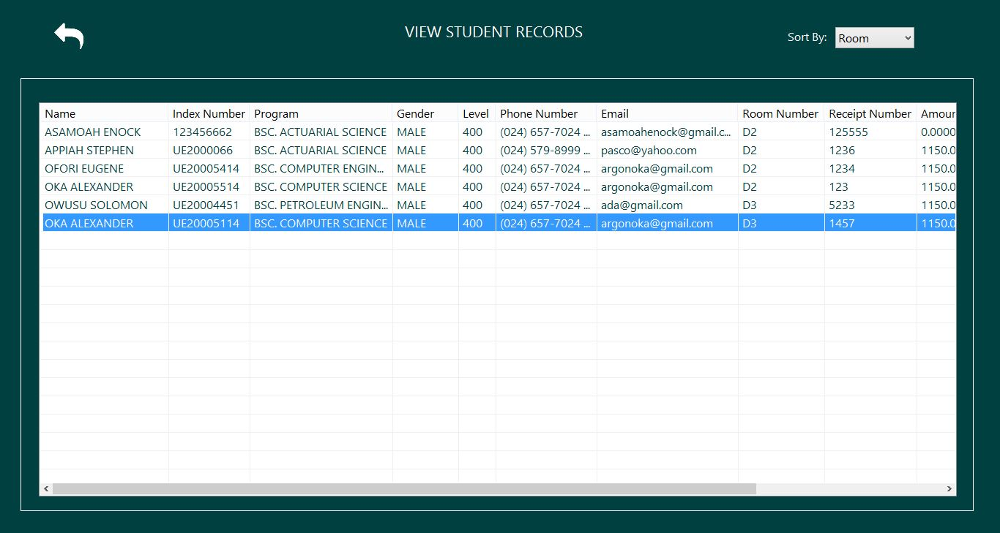 VIEW STUDENT RECORDS
Sort By: Room
Name Index Number Program Gender Level Phone Number Email Room Number Receipt Number Amoun
ASAMOAH ENOCK 123456662 BSC. ACTUARIAL SCIENCE MALE 400 (024) 657-7024 ... asamoahenock@gmail.c... D2 125555 0.0000
APPIAH STEPHEN UE2000066 BSC. ACTUARIAL SCIENCE MALE 400 (024) 579-8999 ... pasco@yahoo.com D2 1236 1150.0
OFORI EUGENE UE20005414 BSC. COMPUTER ENGIN... MALE 400 (024) 657-7024 ... argonoka@gmail.com D2 1234 1150.0
OKA ALEXANDER UE20005514 BSC. COMPUTER SCIENCE MALE 400 (024) 657-7024 ... argonoka@gmail.com D2 123 1150.0
OWUSU SOLOMON UE20004451 BSC. PETROLEUM ENGIN... MALE 400 (024) 657-7024 ... ada@gmail.com D3 5233 1150.0
OKA ALEXANDER UE20005114 BSC. COMPUTER SCIENCE MALE 400 (024) 657-7024 ... argonoka@gmail.com D3 1457 1150.0